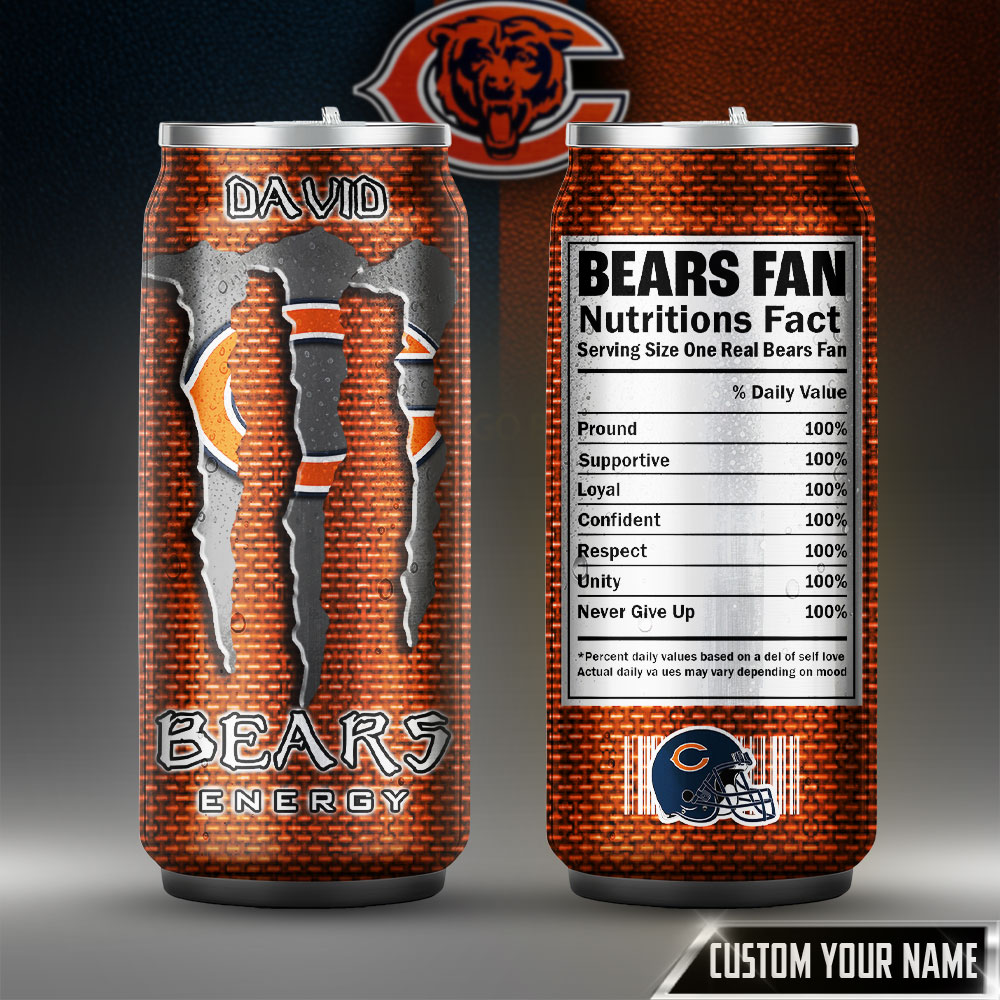 DAVID
BEARS
ENERGY
BEARS FAN
Nutritions Fact
Serving Size One Real Bears Fan
% Daily Value
Pround 100%
Supportive 100%
Loyal 100%
Confident 100%
Respect 100%
Unity 100%
Never Give Up 100%
*Percent daily values based on a del of self love
Actual daily va ues may vary depending on mood
CUSTOM YOUR NAME